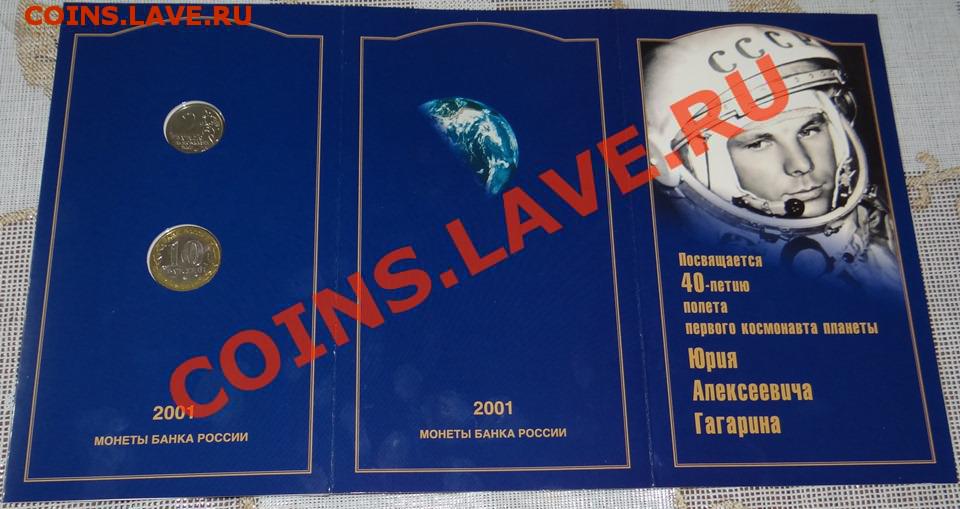 COINS.LAVE.RU
COINS.LAVE.RU
2
10
2001
МОНЕТЫ БАНКА РОССИИ
2001
МОНЕТЫ БАНКА РОССИИ
СССР
Посвящается
40-летию
полета
первого космонавта планеты
Юрия
Алексеевича
Гагарина